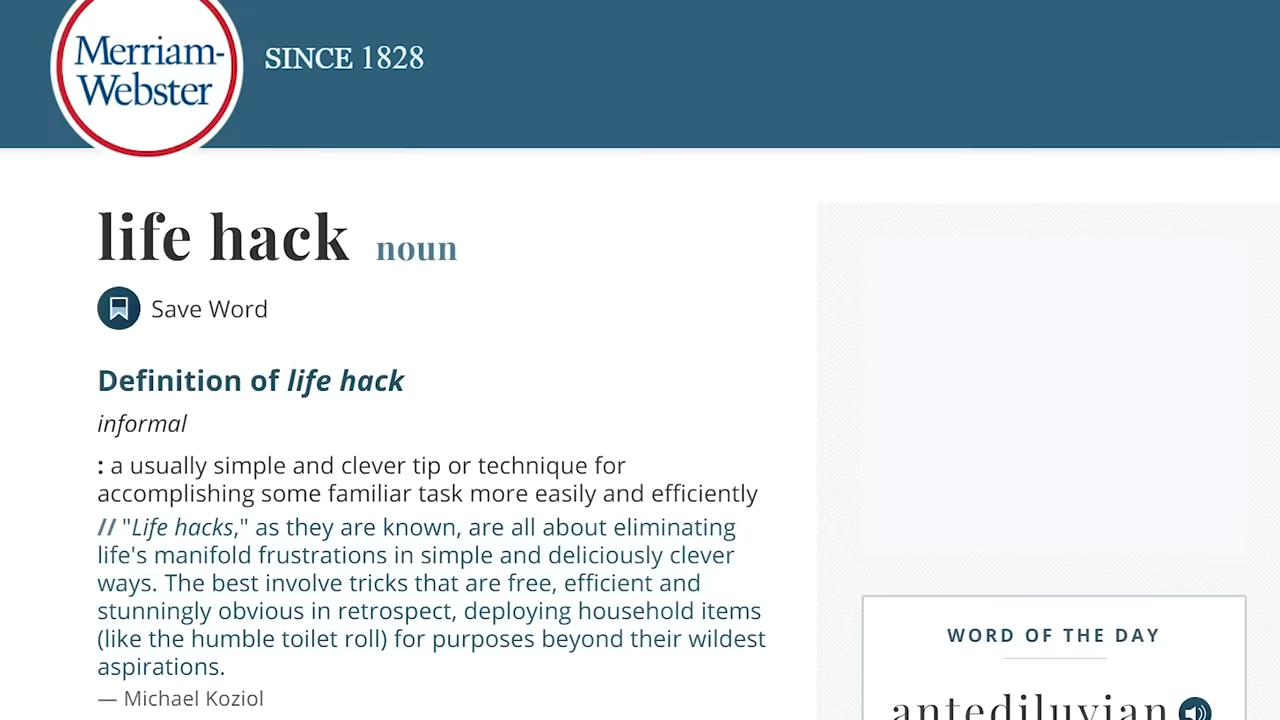 Merriam-
Webster
SINCE 1828
life hack noun
Save Word
Definition of life hack
informal
: a usually simple and clever tip or technique for
accomplishing some familiar task more easily and efficiently
// "Life hacks," as they are known, are all about eliminating
life's manifold frustrations in simple and deliciously clever
ways. The best involve tricks that are free, efficient and
stunningly obvious in retrospect, deploying household items
(like the humble toilet roll) for purposes beyond their wildest
aspirations.
— Michael Koziol
WORD OF THE DAY
antediluvian